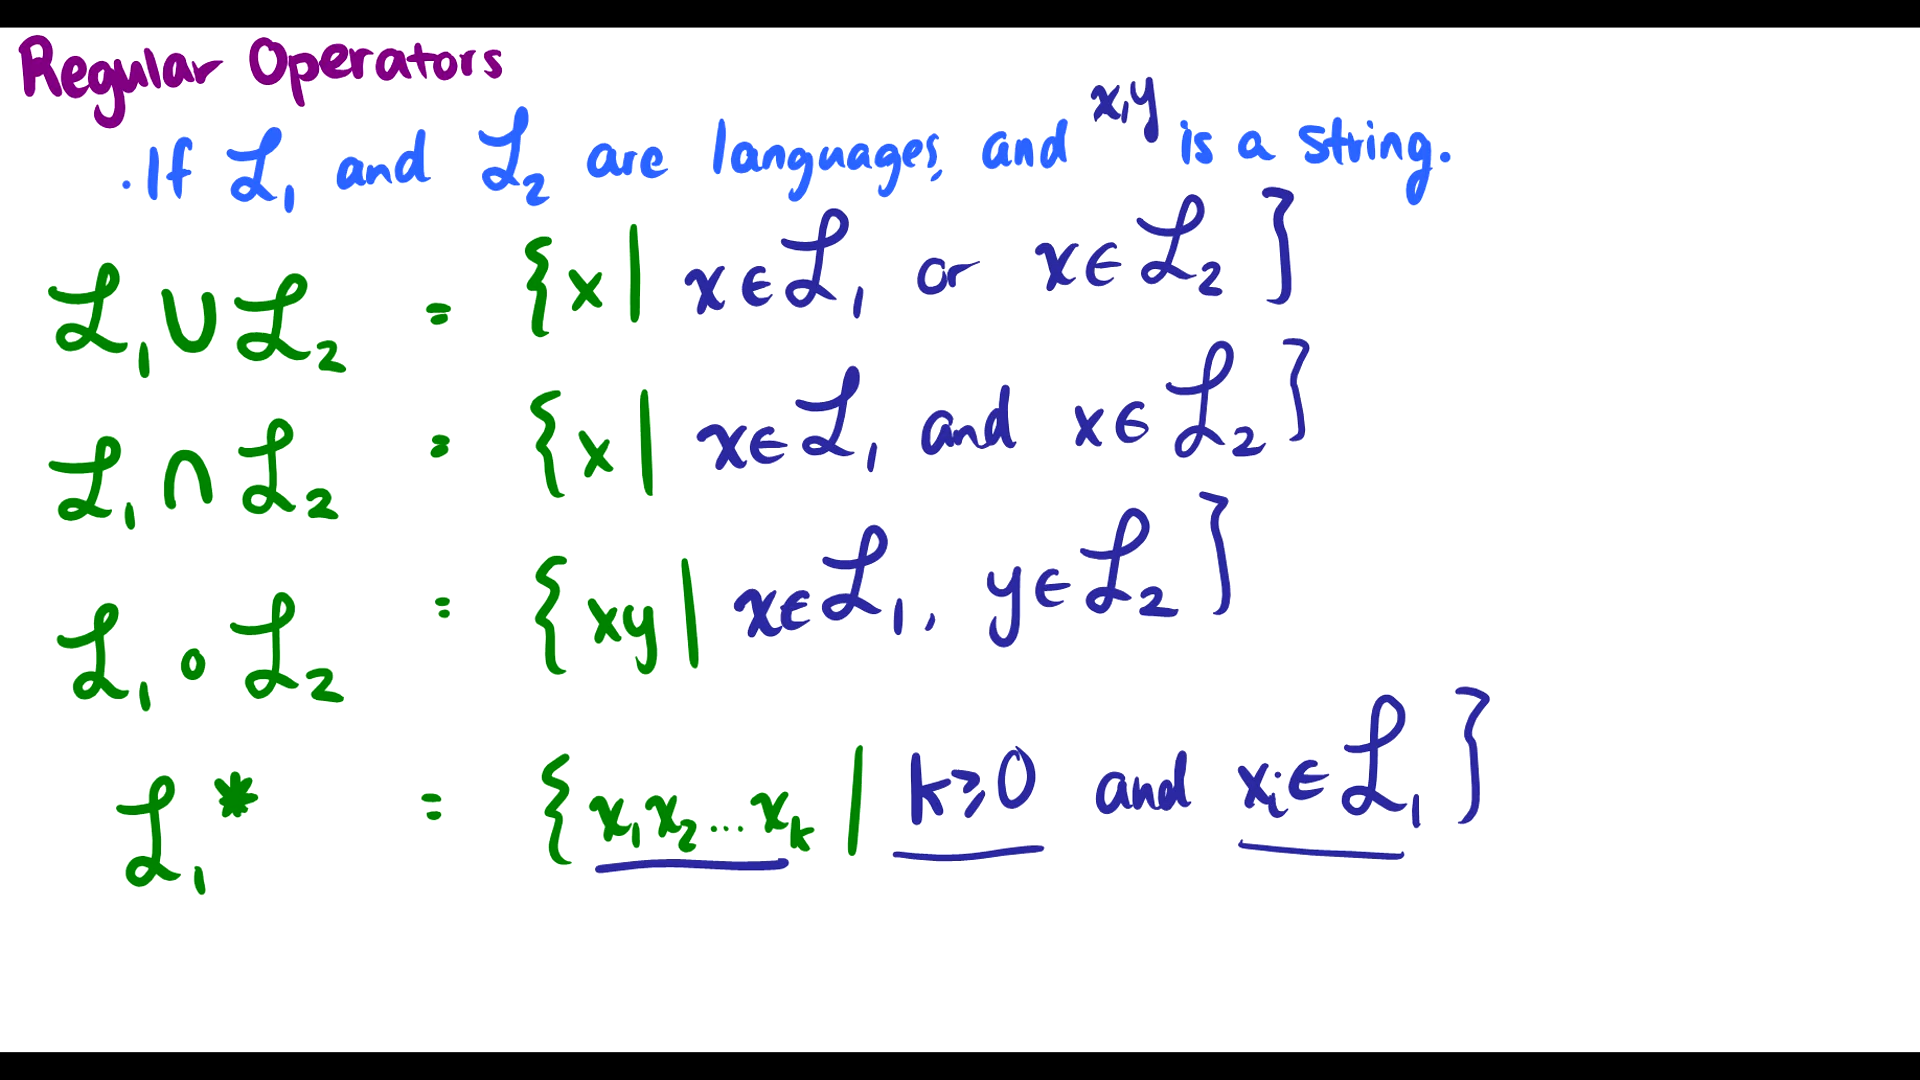 Regular Operators
. If ℒ₁ and ℒ₂ are languages, and x,y is a string.
ℒ₁ ∪ ℒ₂ = {x | x ∈ ℒ₁ or x ∈ ℒ₂}
ℒ₁ ∩ ℒ₂ = {x | x ∈ ℒ₁ and x ∈ ℒ₂}
ℒ₁ ∘ ℒ₂ = {xy | x ∈ ℒ₁, y ∈ ℒ₂}
ℒ₁* = {x₁x₂...xₖ | k ≥ 0 and xᵢ ∈ ℒ₁}